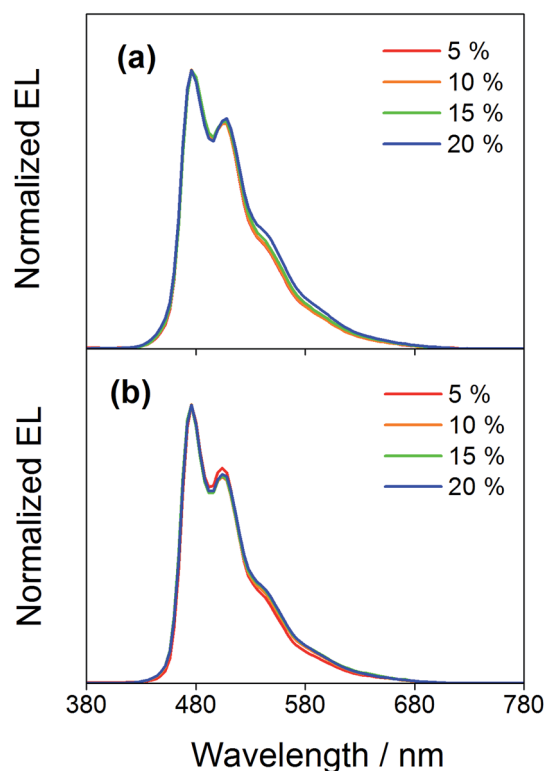 Normalized EL
(a)
5 %
10 %
15 %
20 %
Normalized EL
(b)
5 %
10 %
15 %
20 %
380 480 580 680 780
Wavelength / nm